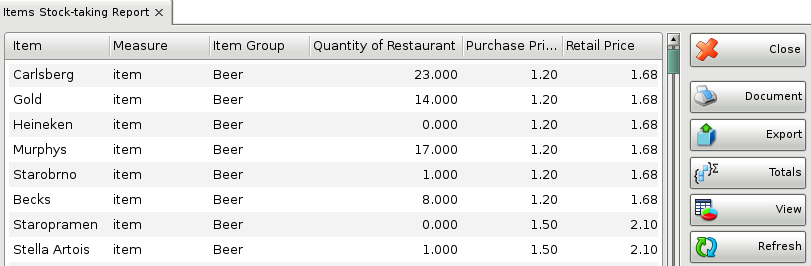 Items Stock-taking Report ×
Item Measure Item Group Quantity of Restaurant Purchase Pri... Retail Price
Carlsberg item Beer 23.000 1.20 1.68
Gold item Beer 14.000 1.20 1.68
Heineken item Beer 0.000 1.20 1.68
Murphys item Beer 17.000 1.20 1.68
Starobrno item Beer 1.000 1.20 1.68
Becks item Beer 8.000 1.20 1.68
Staropramen item Beer 0.000 1.50 2.10
Stella Artois item Beer 1.000 1.50 2.10
Close
Document
Export
Totals
View
Refresh